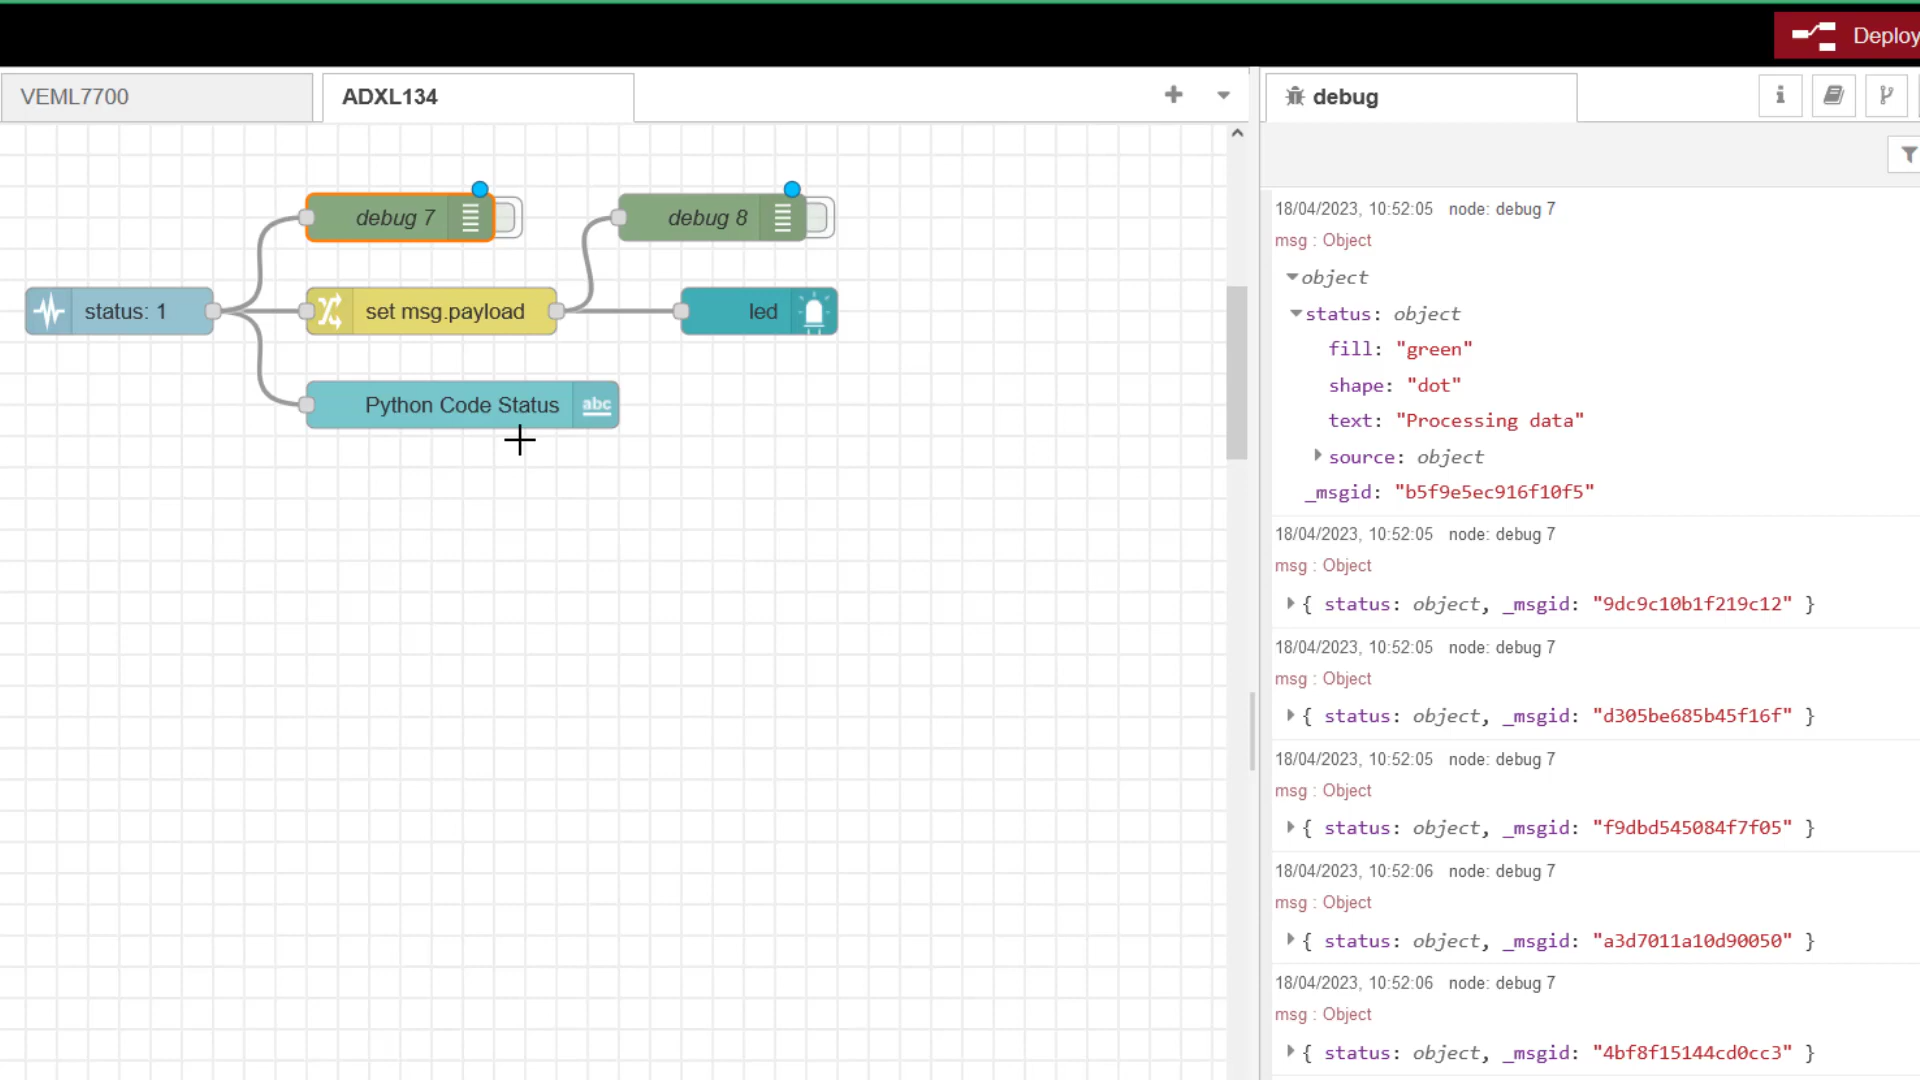 Deploy
VEML7700
ADXL134
debug
debug 7
debug 8
status: 1
set msg.payload
led
Python Code Status
abc
18/04/2023, 10:52:05 node: debug 7
msg : Object
object
status: object
fill: "green"
shape: "dot"
text: "Processing data"
source: object
_msgid: "b5f9e5ec916f10f5"
18/04/2023, 10:52:05 node: debug 7
msg : Object
{ status: object, _msgid: "9dc9c10b1f219c12" }
18/04/2023, 10:52:05 node: debug 7
msg : Object
{ status: object, _msgid: "d305be685b45f16f" }
18/04/2023, 10:52:05 node: debug 7
msg : Object
{ status: object, _msgid: "f9dbd545084f7f05" }
18/04/2023, 10:52:06 node: debug 7
msg : Object
{ status: object, _msgid: "a3d7011a10d90050" }
18/04/2023, 10:52:06 node: debug 7
msg : Object
{ status: object, _msgid: "4bf8f15144cd0cc3" }